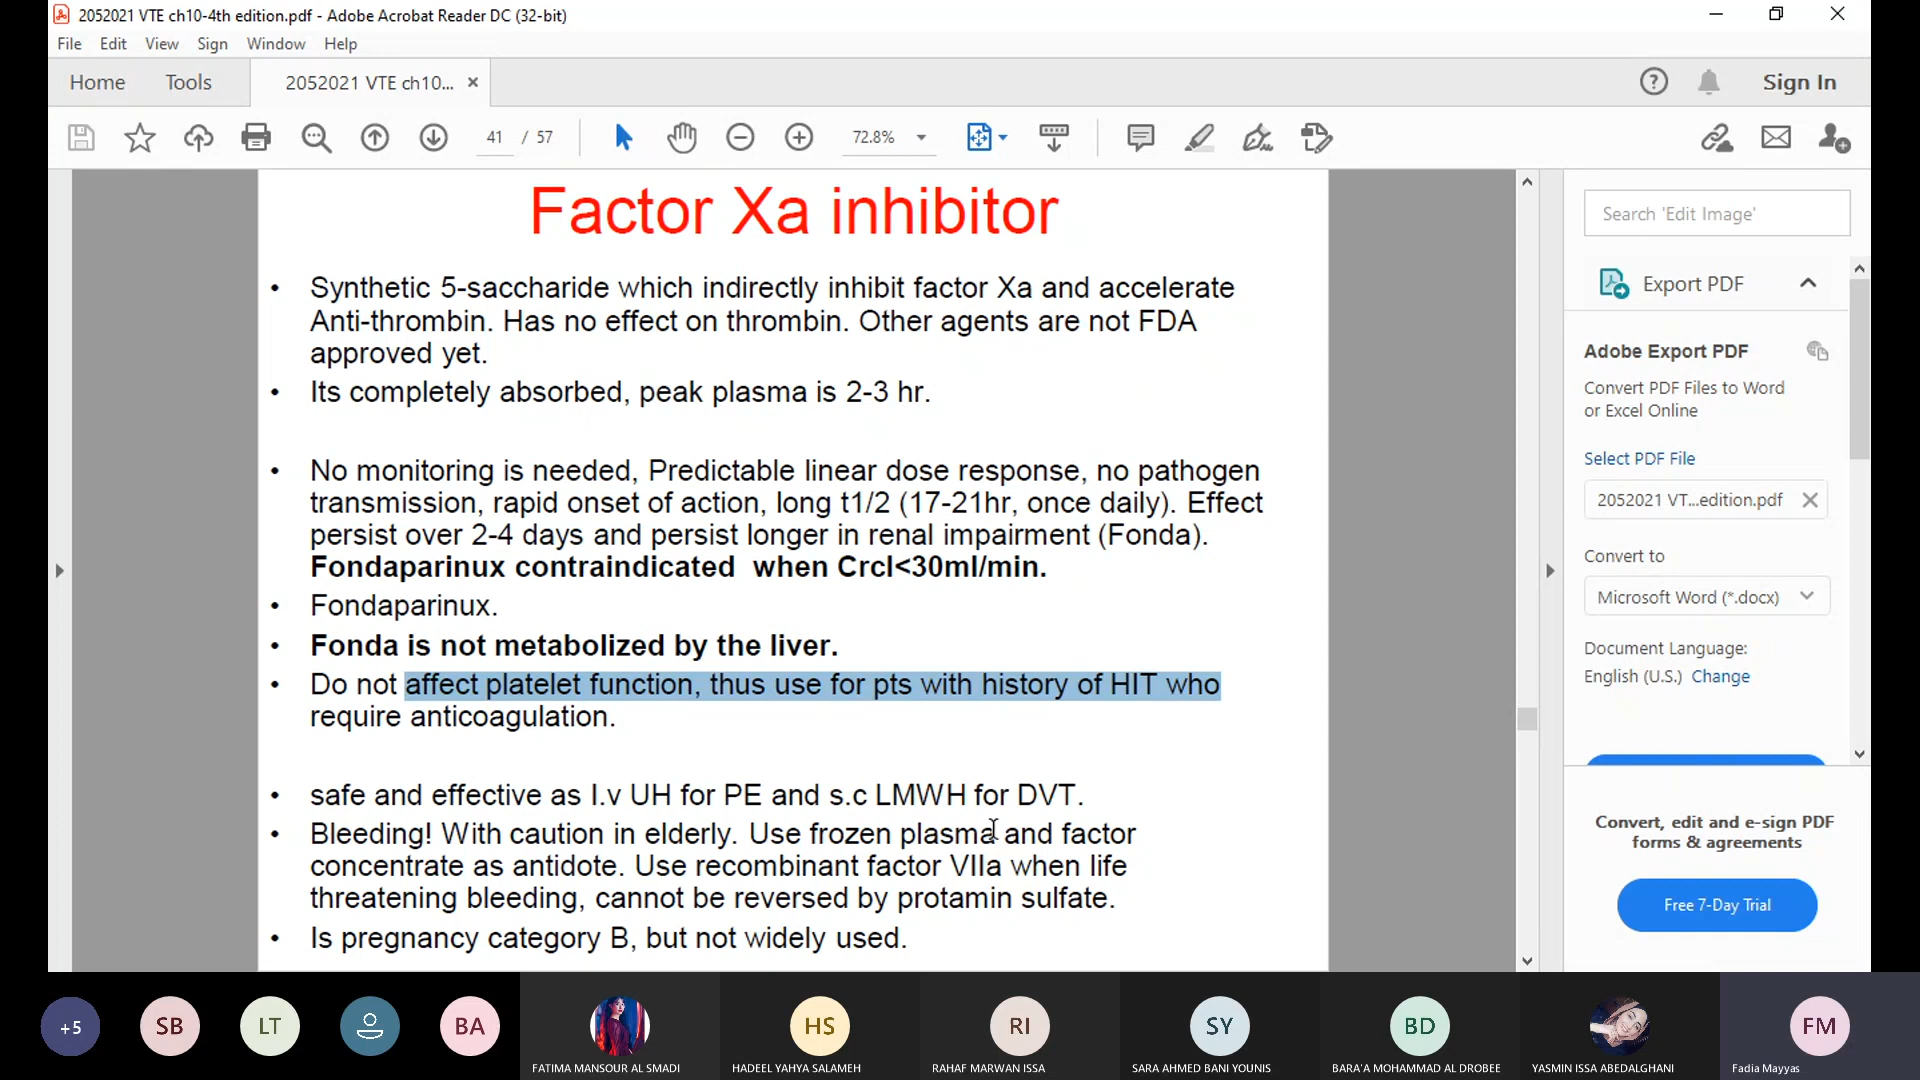 2052021 VTE ch10-4th edition.pdf - Adobe Acrobat Reader DC (32-bit)
File Edit View Sign Window Help
Home Tools 2052021 VTE ch10... × Sign In
41 / 57 72.8%
Factor Xa inhibitor
• Synthetic 5-saccharide which indirectly inhibit factor Xa and accelerate
Anti-thrombin. Has no effect on thrombin. Other agents are not FDA
approved yet.
• Its completely absorbed, peak plasma is 2-3 hr.
• No monitoring is needed, Predictable linear dose response, no pathogen
transmission, rapid onset of action, long t1/2 (17-21hr, once daily). Effect
persist over 2-4 days and persist longer in renal impairment (Fonda).
Fondaparinux contraindicated when Crcl<30ml/min.
• Fondaparinux.
• Fonda is not metabolized by the liver.
• Do not affect platelet function, thus use for pts with history of HIT who
require anticoagulation.
• safe and effective as I.v UH for PE and s.c LMWH for DVT.
• Bleeding! With caution in elderly. Use frozen plasma and factor
concentrate as antidote. Use recombinant factor VIIa when life
threatening bleeding, cannot be reversed by protamin sulfate.
• Is pregnancy category B, but not widely used.
Search 'Edit Image'
Export PDF
Adobe Export PDF
Convert PDF Files to Word
or Excel Online
Select PDF File
2052021 VT...edition.pdf
Convert to
Microsoft Word (*.docx)
Document Language:
English (U.S.) Change
Convert, edit and e-sign PDF
forms & agreements
Free 7-Day Trial
+5 SB LT BA HS RI SY BD FM
FATIMA MANSOUR AL SMADI HADEEL YAHYA SALAMEH RAHAF MARWAN ISSA SARA AHMED BANI YOUNIS BARA'A MOHAMMAD AL DROBEE YASMIN ISSA ABEDALGHANI Fadia Mayyas